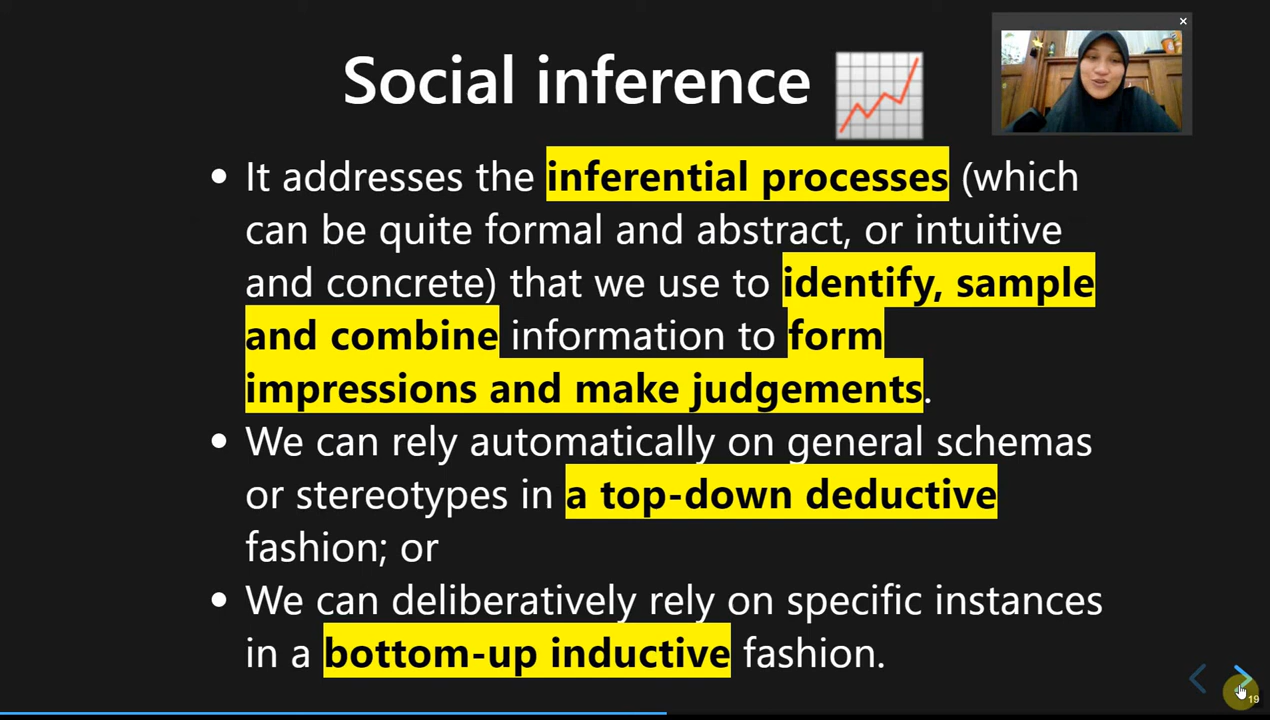 Social inference
It addresses the inferential processes (which
can be quite formal and abstract, or intuitive
and concrete) that we use to identify, sample
and combine information to form
impressions and make judgements.
We can rely automatically on general schemas
or stereotypes in a top-down deductive
fashion; or
We can deliberatively rely on specific instances
in a bottom-up inductive fashion.
19